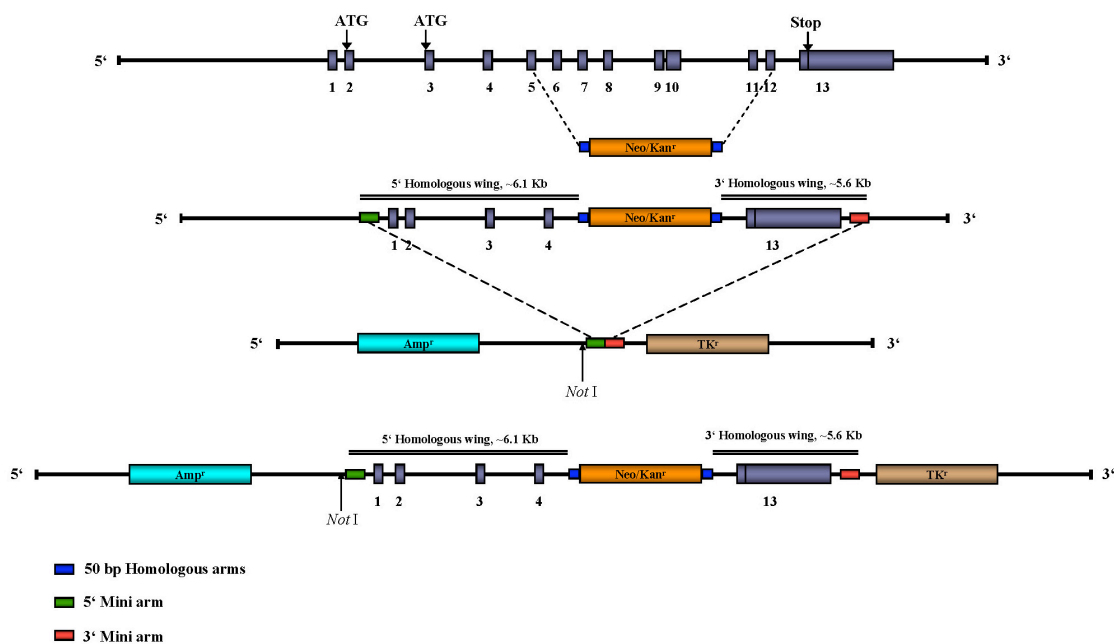 ATG ATG Stop
5‘ 3‘
1 2 3 4 5 6 7 8 9 10 11 12 13
Neo/Kanʳ
5‘ Homologous wing, ~6.1 Kb 3‘ Homologous wing, ~5.6 Kb
5‘ Neo/Kanʳ 3‘
1 2 3 4 13
5‘ Ampʳ TKʳ 3‘
Not I
5‘ Homologous wing, ~6.1 Kb 3‘ Homologous wing, ~5.6 Kb
5‘ Ampʳ Neo/Kanʳ TKʳ 3‘
1 2 3 4 13
Not I
50 bp Homologous arms
5‘ Mini arm
3‘ Mini arm